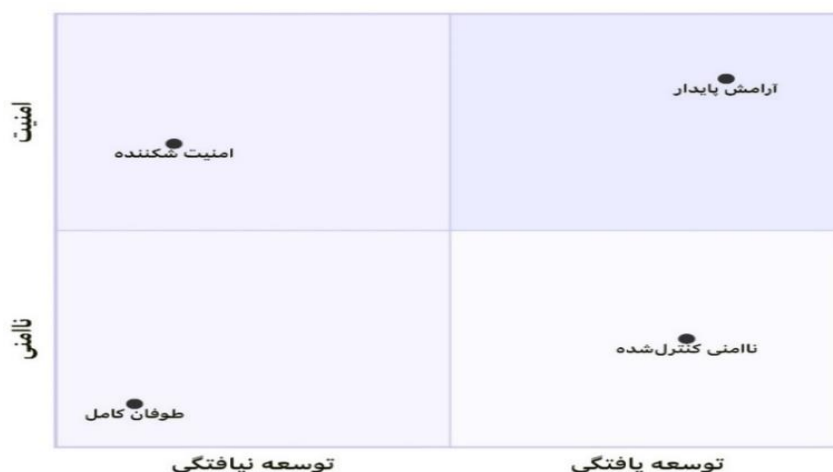 امنیت
آرامش پایدار
امنیت شکننده
ناامنی
ناامنی کنترل‌شده
طوفان کامل
توسعه یافتگی
توسعه نیافتگی